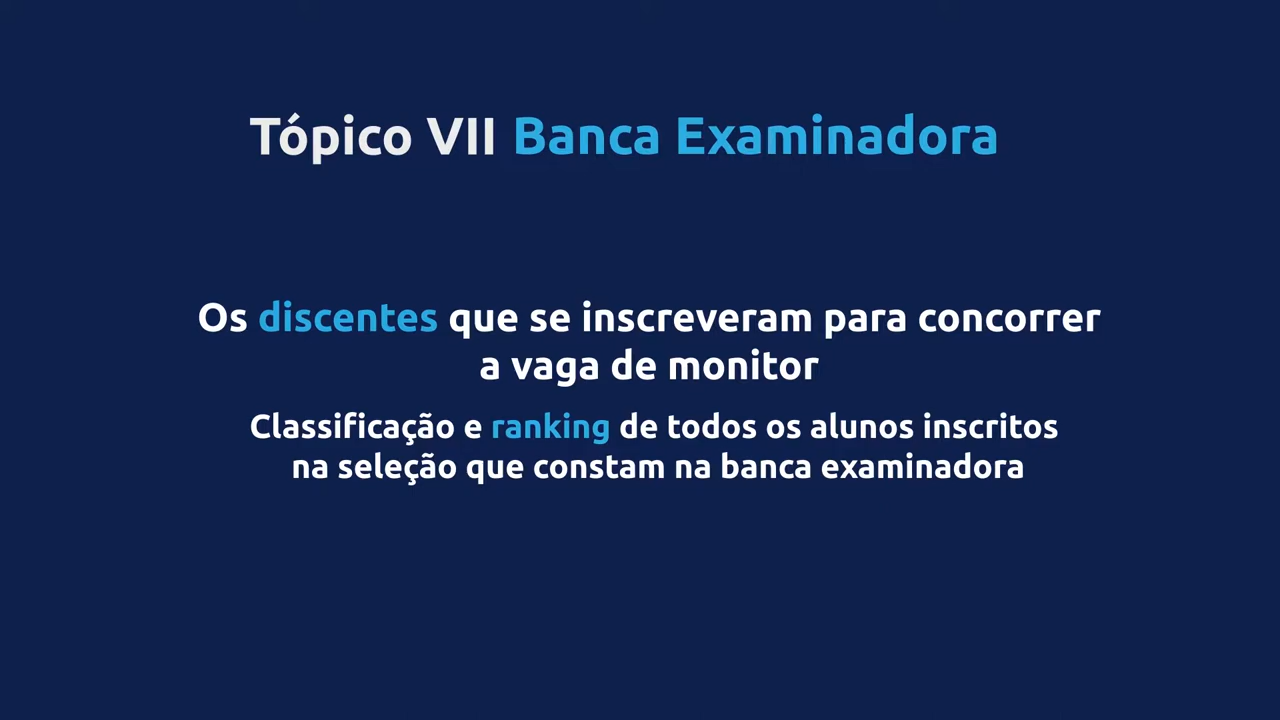 Tópico VII Banca Examinadora
Os discentes que se inscreveram para concorrer
a vaga de monitor
Classificação e ranking de todos os alunos inscritos
na seleção que constam na banca examinadora